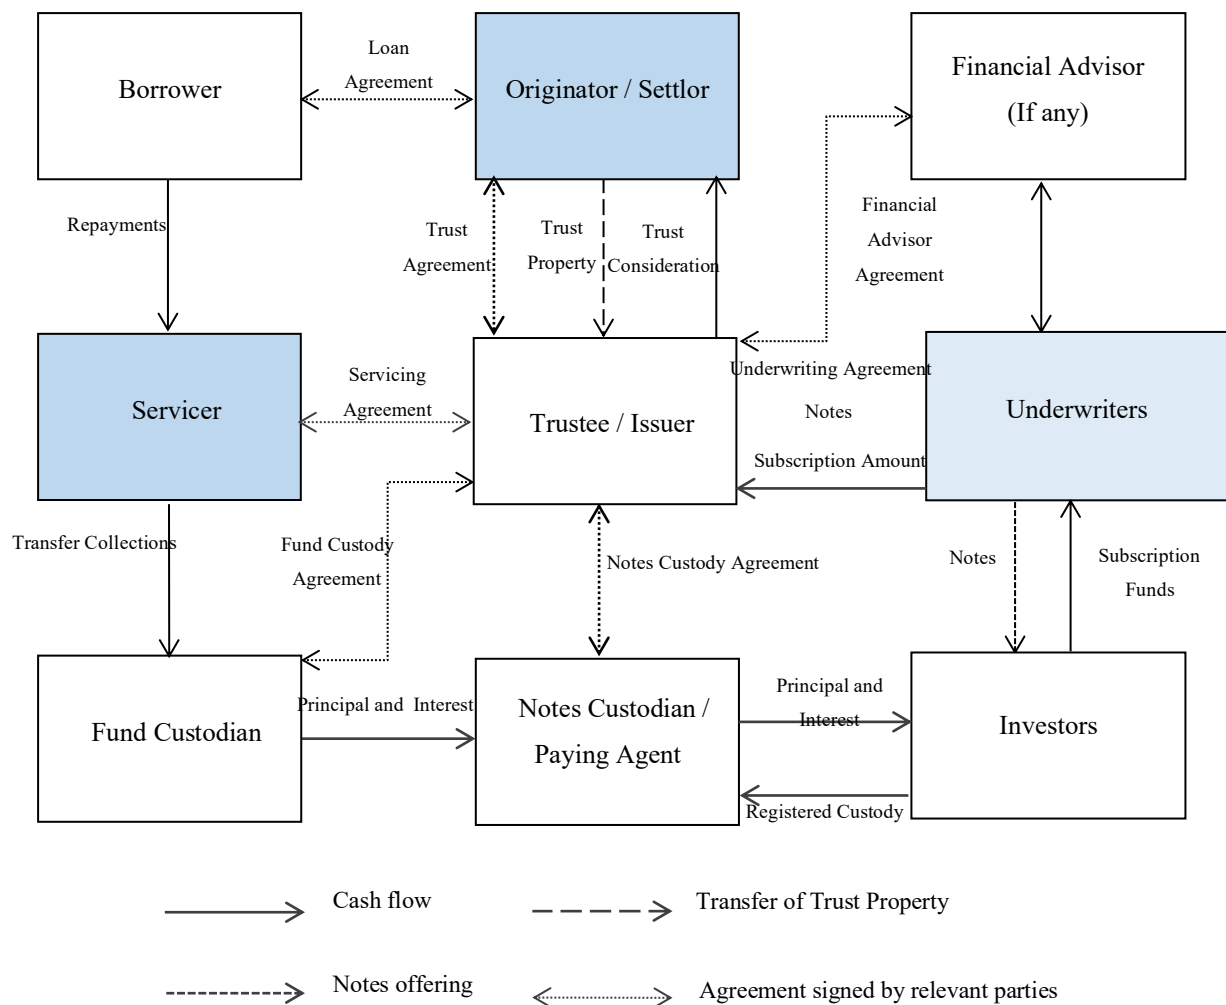 Borrower
Loan
Agreement
Originator / Settlor
Financial Advisor
(If any)
Repayments
Trust
Agreement
Trust
Property
Trust
Consideration
Financial
Advisor
Agreement
Servicer
Servicing
Agreement
Trustee / Issuer
Underwriting Agreement
Notes
Subscription Amount
Underwriters
Transfer Collections
Fund Custody
Agreement
Notes Custody Agreement
Notes
Subscription
Funds
Fund Custodian
Principal and Interest
Notes Custodian /
Paying Agent
Principal and
Interest
Registered Custody
Investors
Cash flow
Transfer of Trust Property
Notes offering
Agreement signed by relevant parties